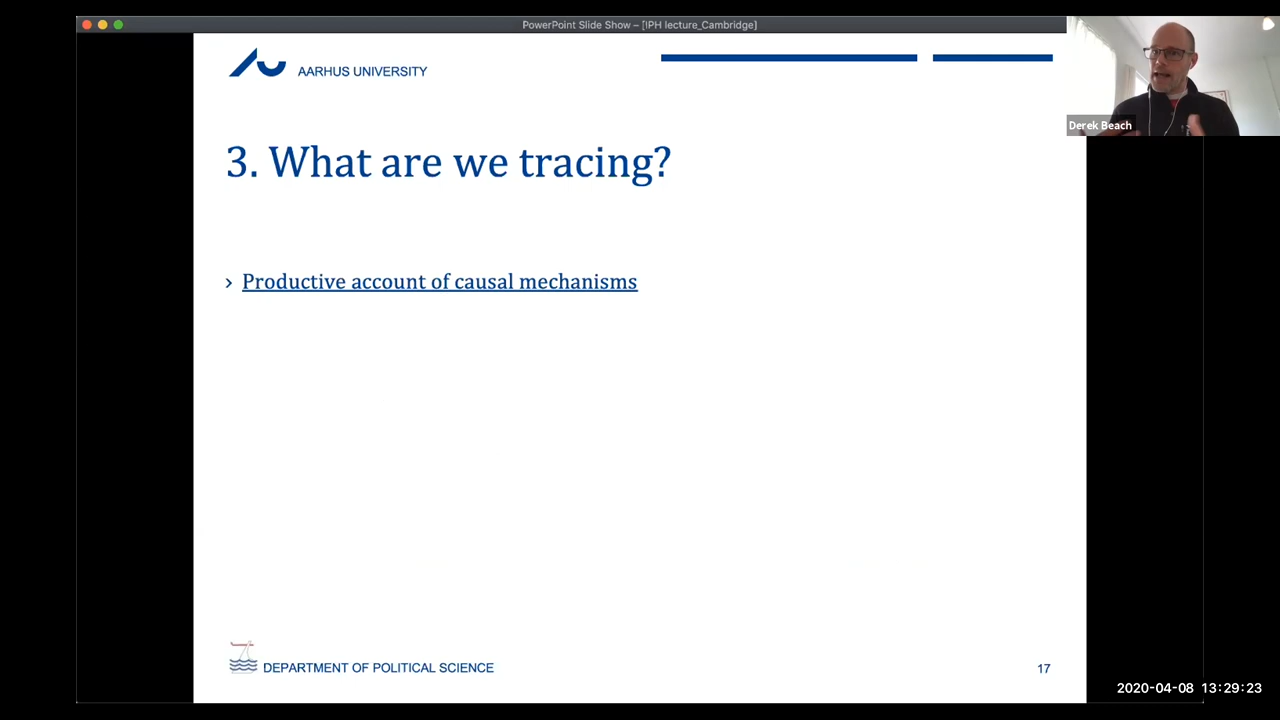 PowerPoint Slide Show – [IPH lecture_Cambridge]
AARHUS UNIVERSITY
Derek Beach
3. What are we tracing?
› Productive account of causal mechanisms
DEPARTMENT OF POLITICAL SCIENCE
17
2020-04-08 13:29:23